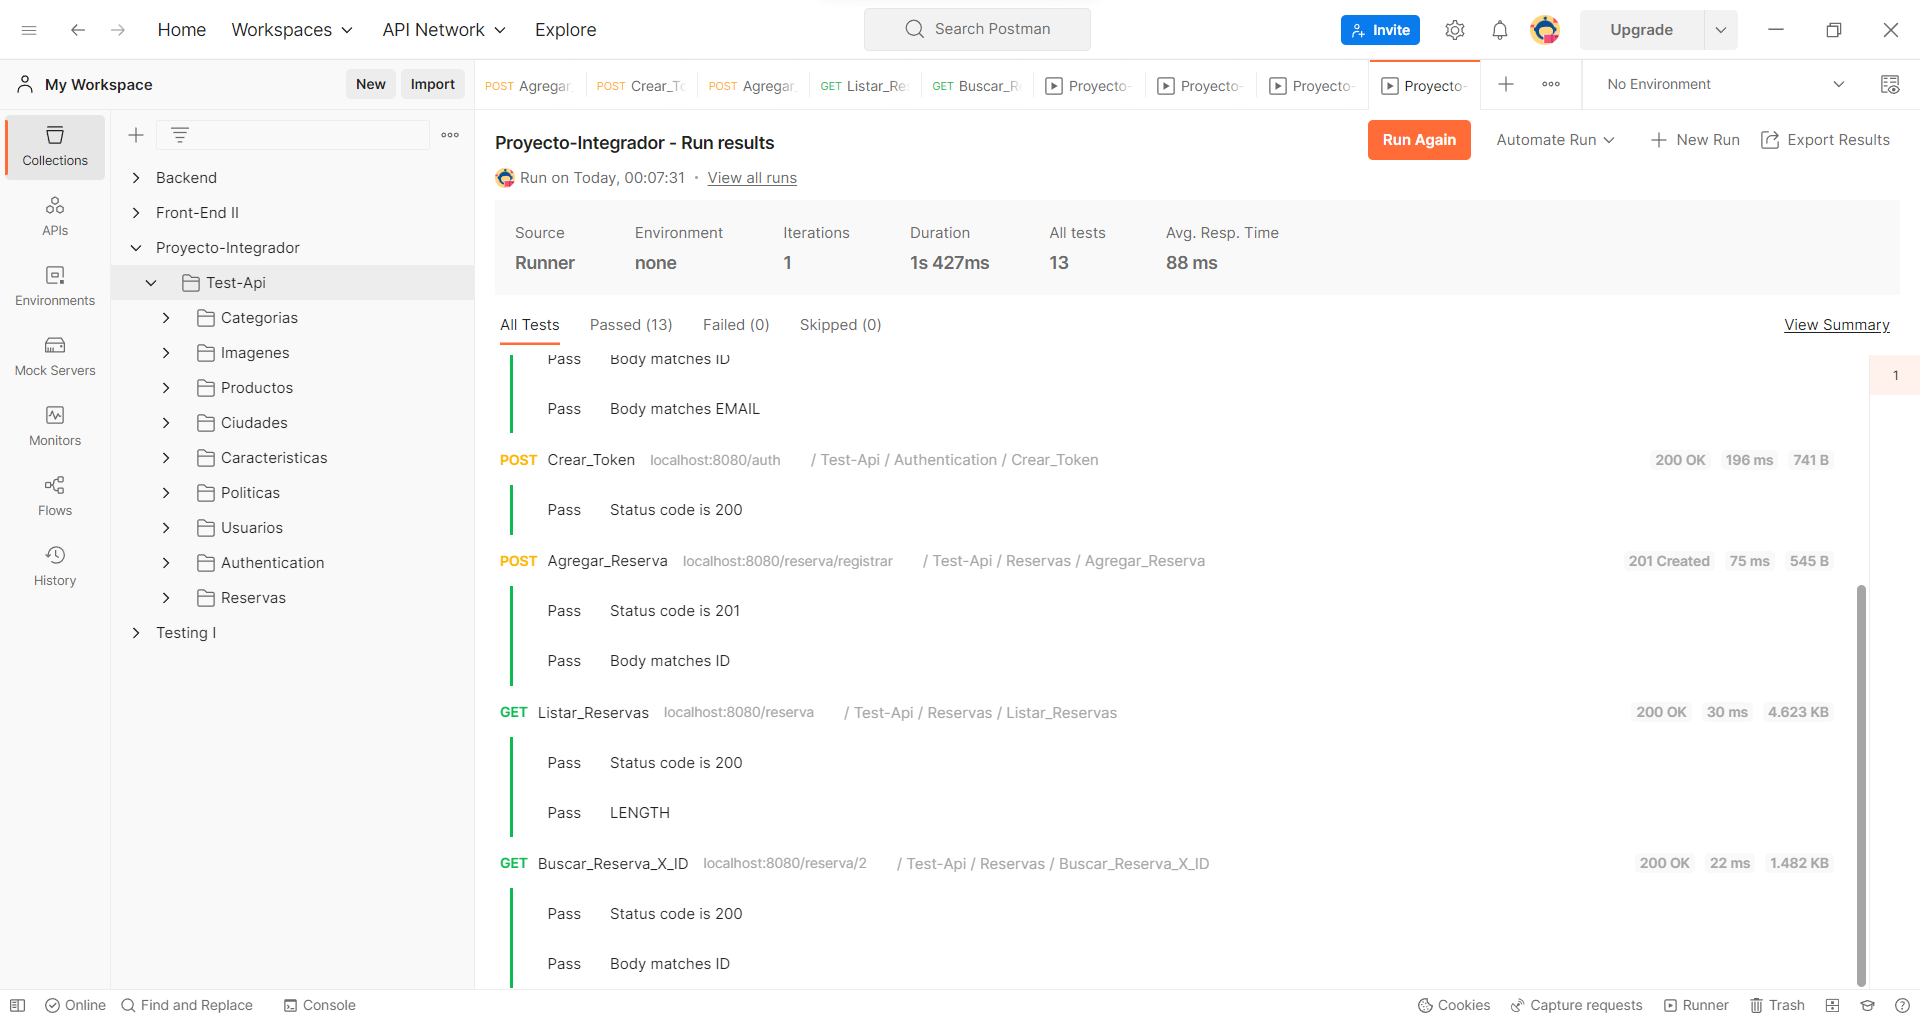 Home Workspaces API Network Explore Search Postman Invite Upgrade
My Workspace New Import
POST Agregar POST Crear_To POST Agregar GET Listar_Re GET Buscar_R Proyecto- Proyecto- Proyecto- Proyecto- No Environment
Collections
APIs
Environments
Mock Servers
Monitors
Flows
History
Backend
Front-End II
Proyecto-Integrador
Test-Api
Categorias
Imagenes
Productos
Ciudades
Caracteristicas
Politicas
Usuarios
Authentication
Reservas
Testing I
Proyecto-Integrador - Run results
Run Again Automate Run New Run Export Results
Run on Today, 00:07:31 · View all runs
Source Environment Iterations Duration All tests Avg. Resp. Time
Runner none 1 1s 427ms 13 88 ms
All Tests Passed (13) Failed (0) Skipped (0) View Summary
Pass Body matches ID
1
Pass Body matches EMAIL
POST Crear_Token localhost:8080/auth / Test-Api / Authentication / Crear_Token 200 OK 196 ms 741 B
Pass Status code is 200
POST Agregar_Reserva localhost:8080/reserva/registrar / Test-Api / Reservas / Agregar_Reserva 201 Created 75 ms 545 B
Pass Status code is 201
Pass Body matches ID
GET Listar_Reservas localhost:8080/reserva / Test-Api / Reservas / Listar_Reservas 200 OK 30 ms 4.623 KB
Pass Status code is 200
Pass LENGTH
GET Buscar_Reserva_X_ID localhost:8080/reserva/2 / Test-Api / Reservas / Buscar_Reserva_X_ID 200 OK 22 ms 1.482 KB
Pass Status code is 200
Pass Body matches ID
Online Find and Replace Console Cookies Capture requests Runner Trash